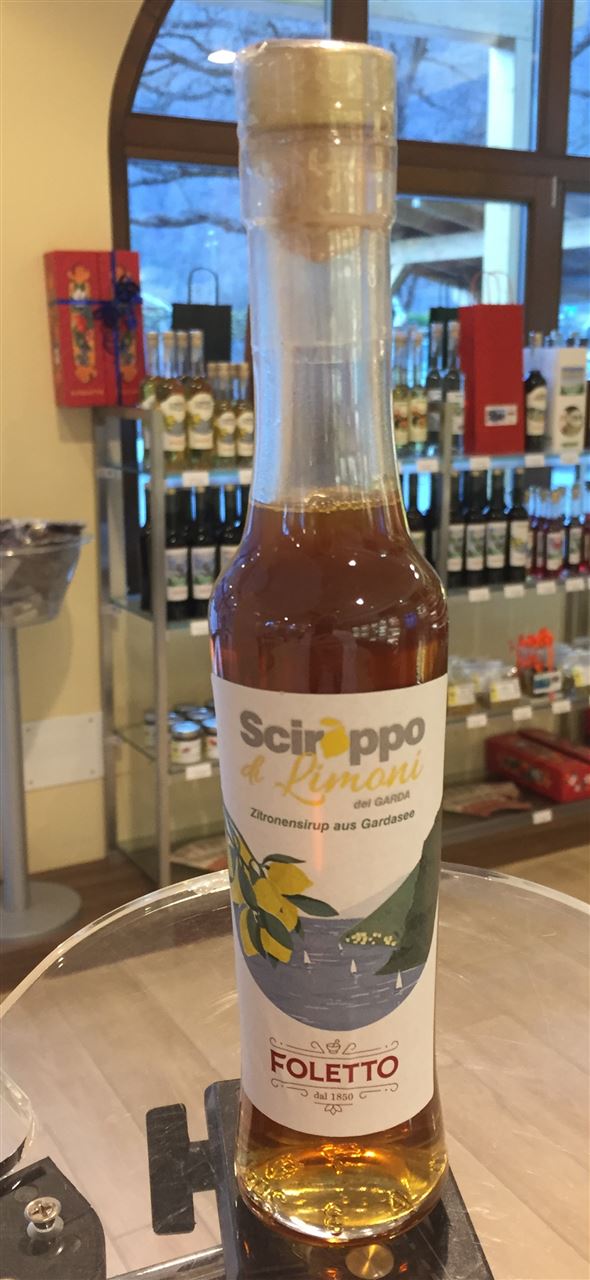 Sciroppo
di Limoni
del GARDA
Zitronensirup aus Gardasee
FOLETTO
dal 1850